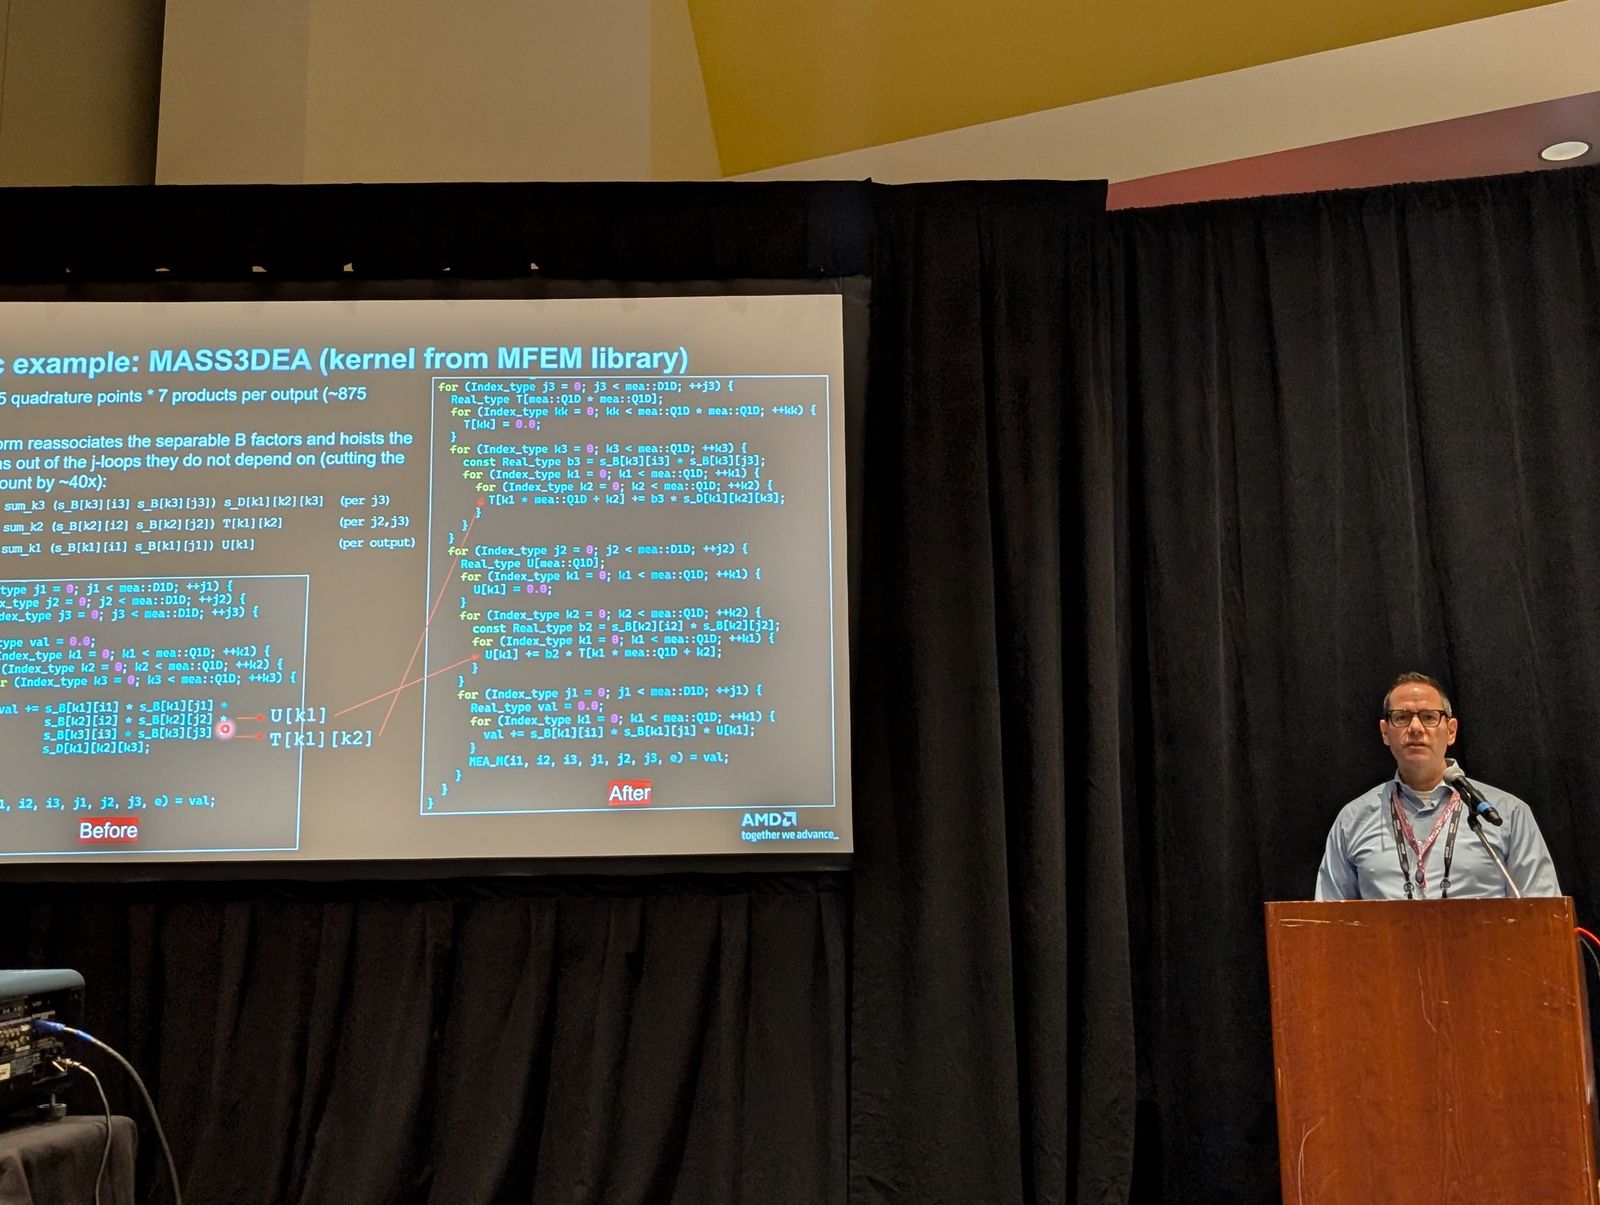 example: MASS3DEA (kernel from MFEM library)
5 quadrature points * 7 products per output (~875
reassociates the separable B factors and hoists the
out of the j-loops they do not depend on (cutting the
by ~40x):
sum_k3 (s_B[k3][i3] s_B[k3][j3]) s_D[k1][k2][k3] (per j3)
sum_k2 (s_B[k2][i2] s_B[k2][j2]) T[k1][k2] (per j2,j3)
sum_k1 (s_B[k1][i1] s_B[k1][j1]) U[k1] (per output)
j1 = 0; j1 < mea::D1D; ++j1) {
j2 = 0; j2 < mea::D1D; ++j2) {
j3 = 0; j3 < mea::D1D; ++j3) {
val = 0.0;
k1 = 0; k1 < mea::Q1D; ++k1) {
(Index_type k2 = 0; k2 < mea::Q1D; ++k2) {
(Index_type k3 = 0; k3 < mea::Q1D; ++k3) {
val += s_B[k1][i1] * s_B[k1][j1] *
s_B[k2][i2] * s_B[k2][j2] *
s_B[k3][i3] * s_B[k3][j3]
s_D[k1][k2][k3];
i2, i3, j1, j2, j3, e) = val;
Before
U[k1]
T[k1][k2]
for (Index_type j3 = 0; j3 < mea::D1D; ++j3) {
Real_type T[mea::Q1D * mea::Q1D];
for (Index_type kk = 0; kk < mea::Q1D * mea::Q1D; ++kk) {
T[kk] = 0.0;
}
for (Index_type k3 = 0; k3 < mea::Q1D; ++k3) {
const Real_type b3 = s_B[k3][i3] * s_B[k3][j3];
for (Index_type k1 = 0; k1 < mea::Q1D; ++k1) {
for (Index_type k2 = 0; k2 < mea::Q1D; ++k2) {
T[k1 * mea::Q1D + k2] += b3 * s_D[k1][k2][k3];
}
}
}
for (Index_type j2 = 0; j2 < mea::D1D; ++j2) {
Real_type U[mea::Q1D];
for (Index_type k1 = 0; k1 < mea::Q1D; ++k1) {
U[k1] = 0.0;
}
for (Index_type k2 = 0; k2 < mea::Q1D; ++k2) {
const Real_type b2 = s_B[k2][i2] * s_B[k2][j2];
for (Index_type k1 = 0; k1 < mea::Q1D; ++k1) {
U[k1] += b2 * T[k1 * mea::Q1D + k2];
}
}
for (Index_type j1 = 0; j1 < mea::D1D; ++j1) {
Real_type val = 0.0;
for (Index_type k1 = 0; k1 < mea::Q1D; ++k1) {
val += s_B[k1][i1] * s_B[k1][j1] * U[k1];
}
MEA_M(i1, i2, i3, j1, j2, j3, e) = val;
}
}
}
After
AMD
together we advance_